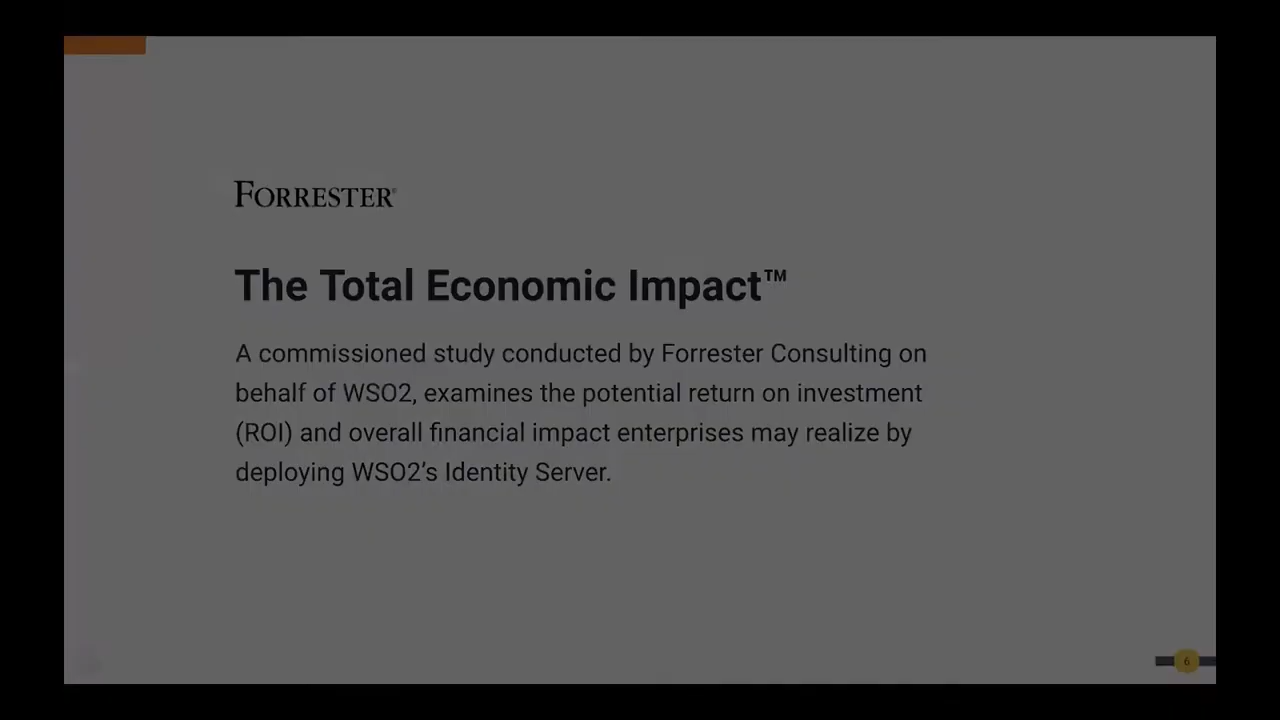 FORRESTER®
The Total Economic Impact™
A commissioned study conducted by Forrester Consulting on
behalf of WSO2, examines the potential return on investment
(ROI) and overall financial impact enterprises may realize by
deploying WSO2’s Identity Server.
6